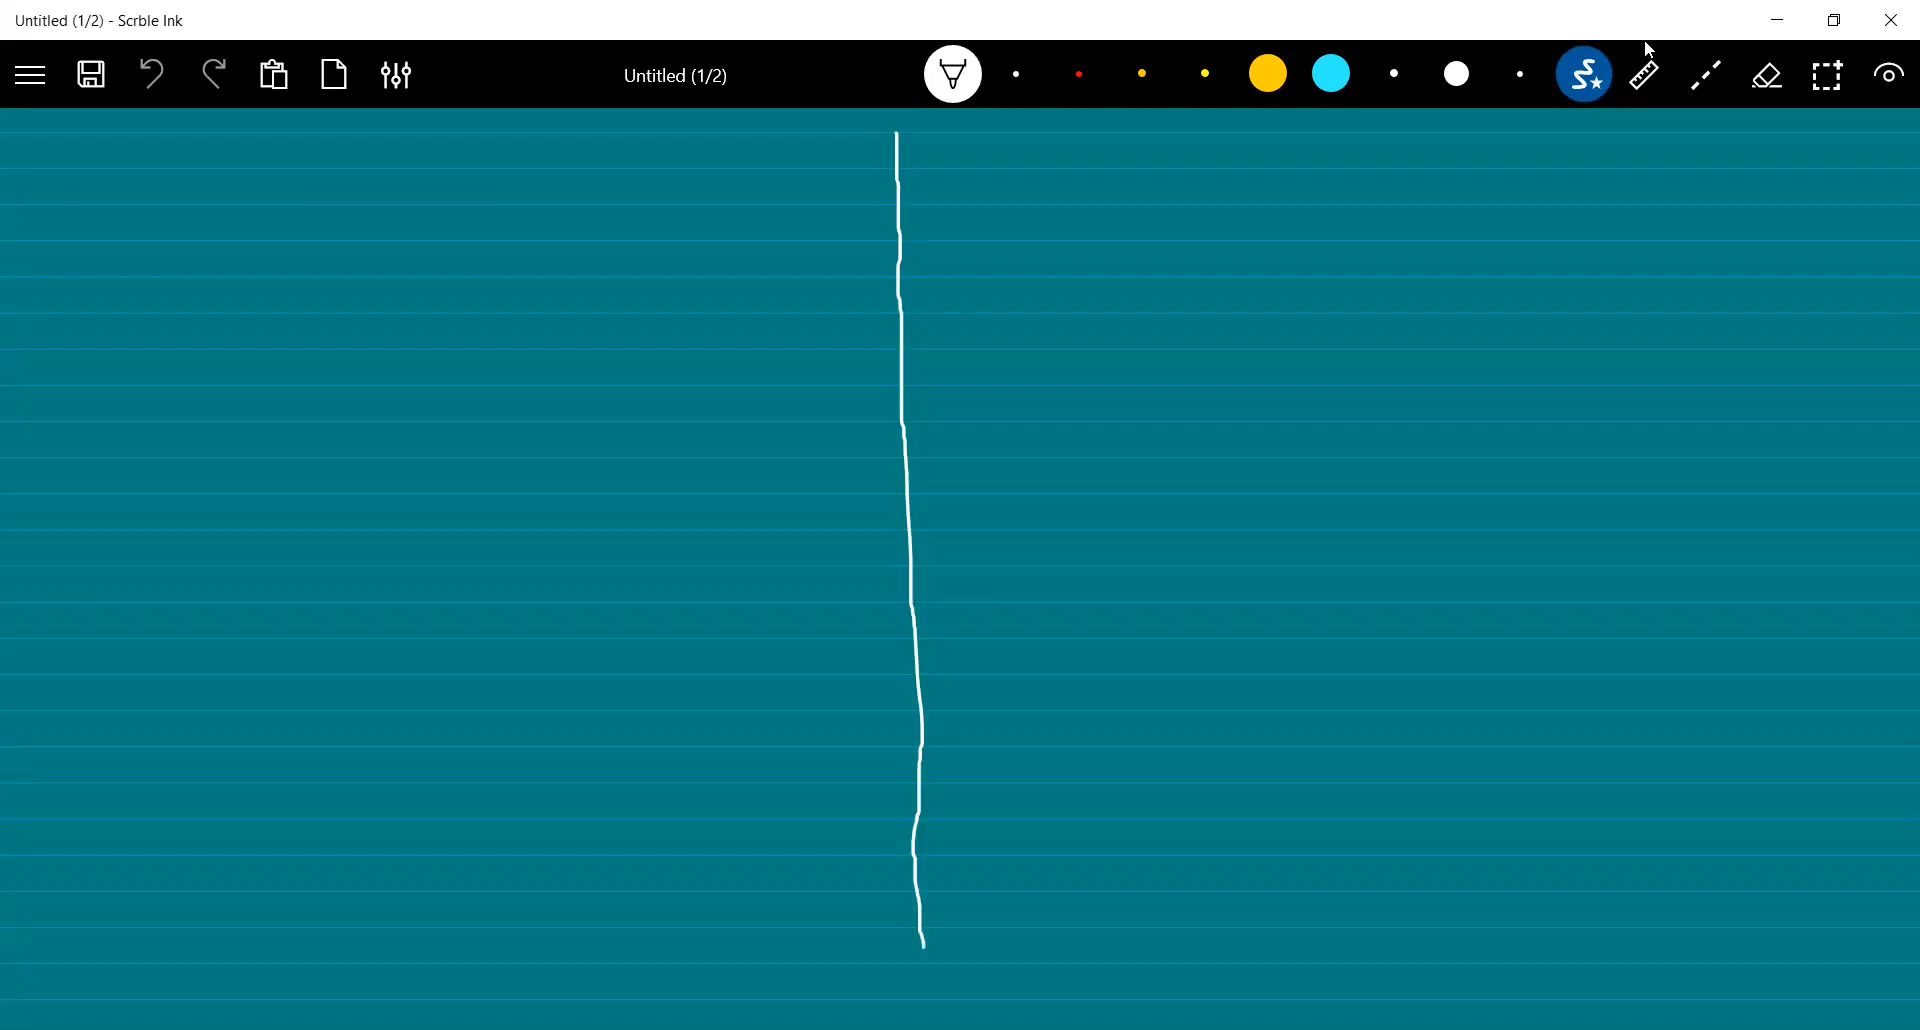 Untitled (1/2) - Scrble Ink
Untitled (1/2)